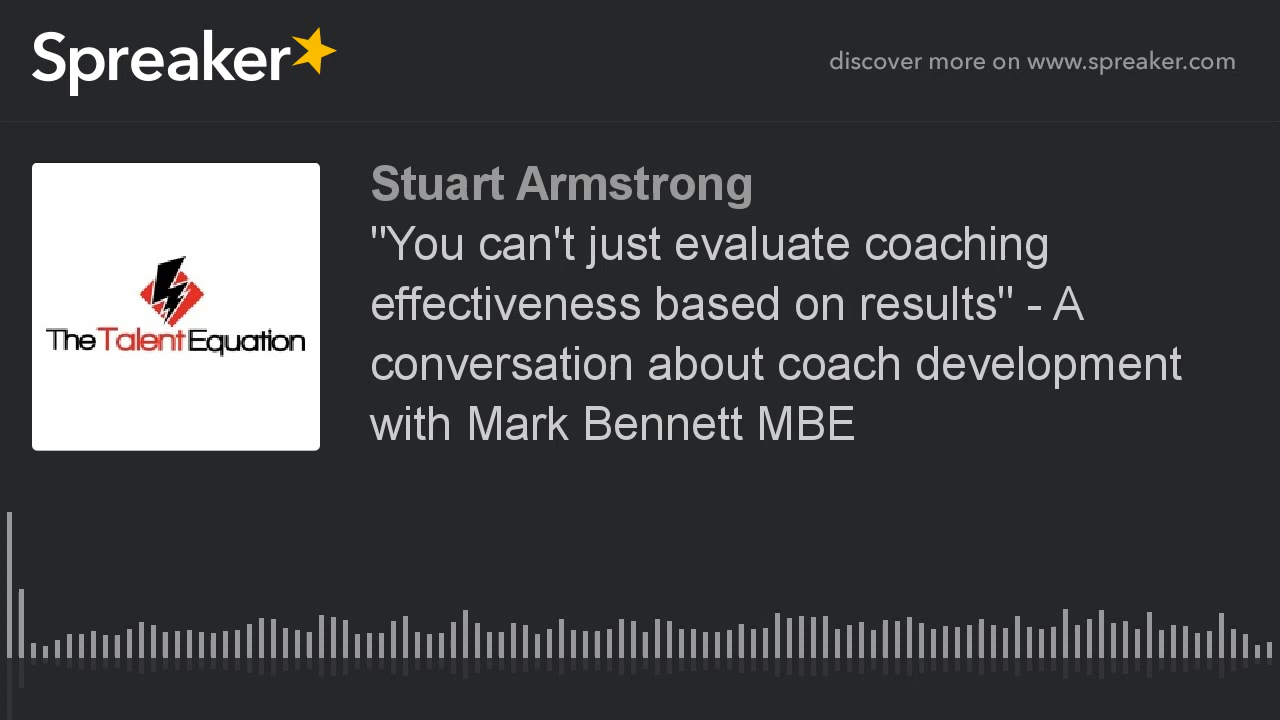 Spreaker
discover more on www.spreaker.com
Stuart Armstrong
"You can't just evaluate coaching
effectiveness based on results" - A
conversation about coach development
with Mark Bennett MBE
The Talent Equation